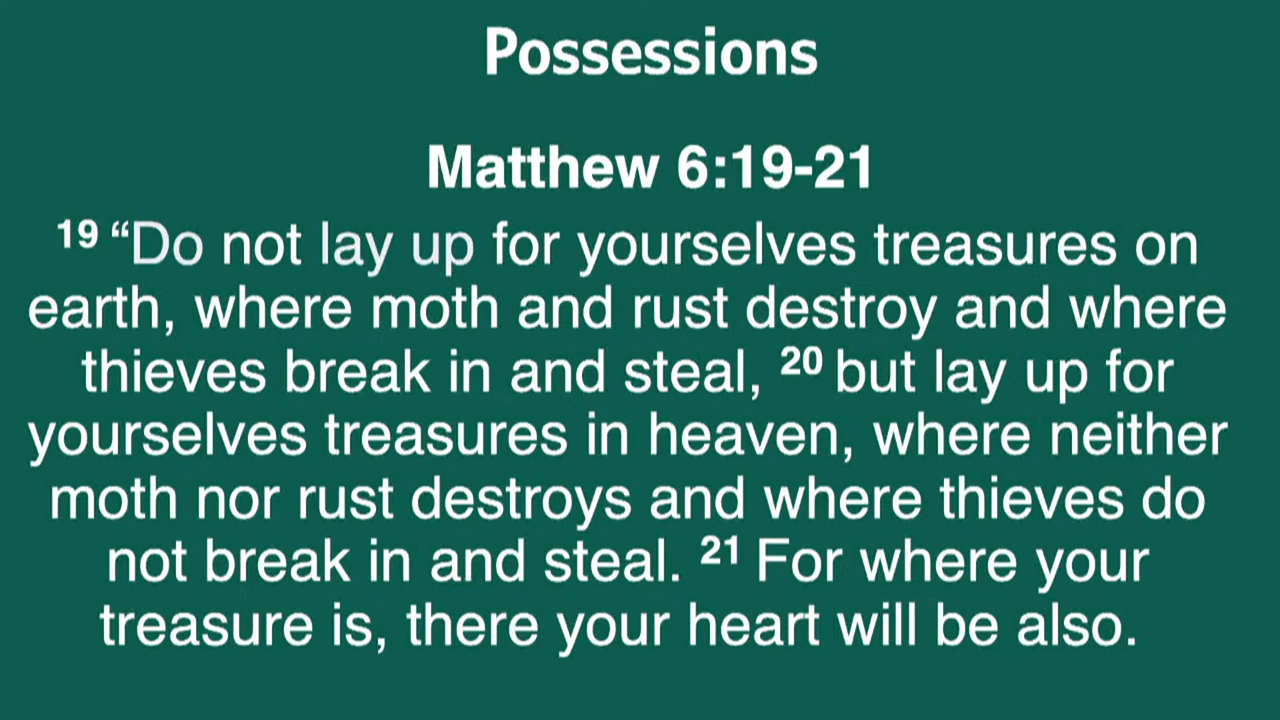 Possessions
Matthew 6:19-21
19 “Do not lay up for yourselves treasures on
earth, where moth and rust destroy and where
thieves break in and steal, 20 but lay up for
yourselves treasures in heaven, where neither
moth nor rust destroys and where thieves do
not break in and steal. 21 For where your
treasure is, there your heart will be also.